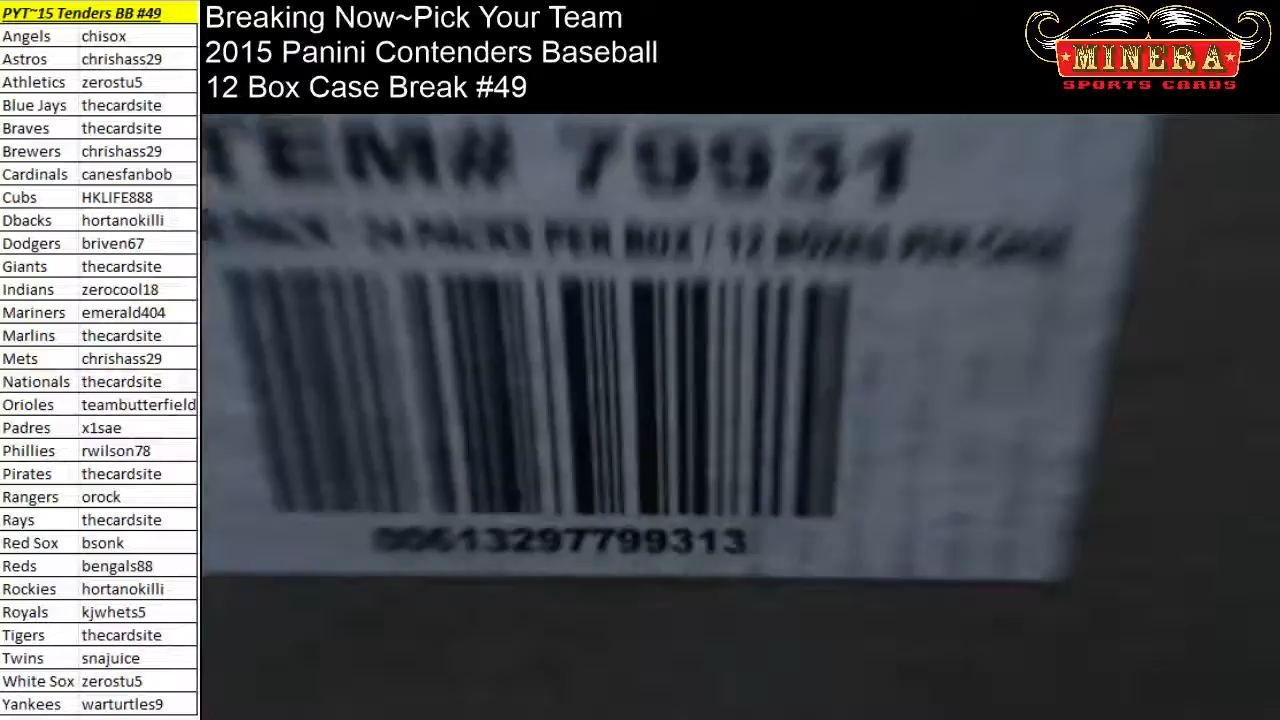 PYT~15 Tenders BB #49
Angels chisox
Astros chrishass29
Athletics zerostu5
Blue Jays thecardsite
Braves thecardsite
Brewers chrishass29
Cardinals canesfanbob
Cubs HKLIFE888
Dbacks hortanokilli
Dodgers briven67
Giants thecardsite
Indians zerocool18
Mariners emerald404
Marlins thecardsite
Mets chrishass29
Nationals thecardsite
Orioles teambutterfield
Padres x1sae
Phillies rwilson78
Pirates thecardsite
Rangers orock
Rays thecardsite
Red Sox bsonk
Reds bengals88
Rockies hortanokilli
Royals kjwhets5
Tigers thecardsite
Twins snajuice
White Sox zerostu5
Yankees warturtles9
Breaking Now~Pick Your Team
2015 Panini Contenders Baseball
12 Box Case Break #49
MINERA
SPORTS CARDS
TEM# 79931
PACK 24 PACKS PER BOX / 12 BOXES PER CASE
00613297799313